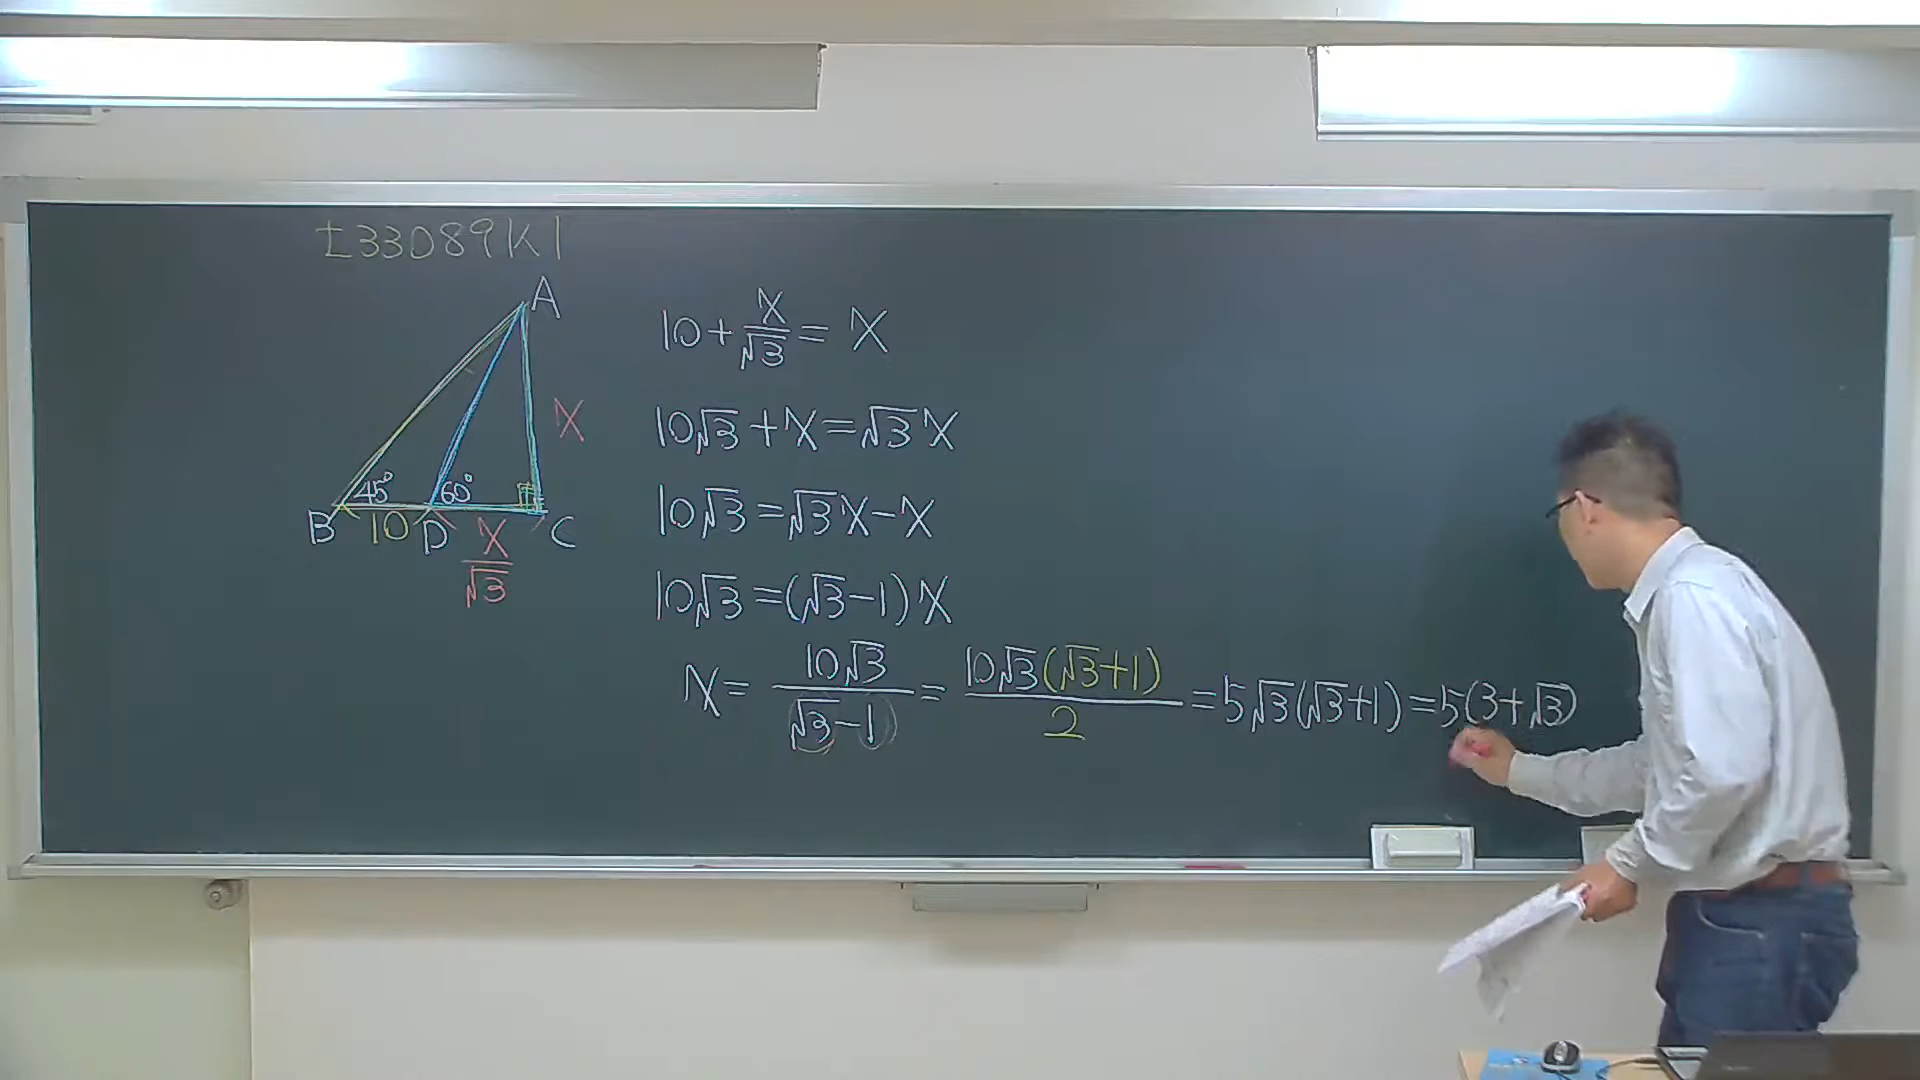 I33089K1
A
X
45° 60°
B 10 D X/√3 C
10+X/√3=X
10√3+X=√3X
10√3=√3X-X
10√3=(√3-1)X
X=10√3/(√3-1)=10√3(√3+1)/2=5√3(√3+1)=5(3+√3)